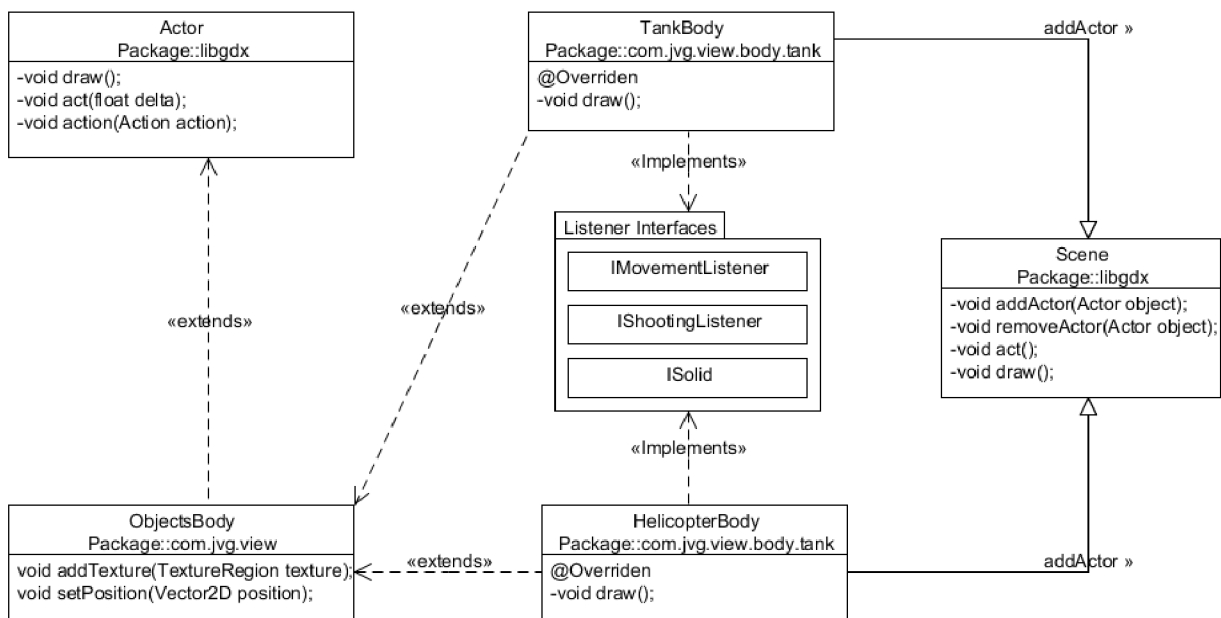 Actor
Package::libgdx
-void draw();
-void act(float delta);
-void action(Action action);
TankBody
Package::com.jvg.view.body.tank
@Overriden
-void draw();
addActor »
«Implements»
Listener Interfaces
IMovementListener
IShootingListener
ISolid
Scene
Package::libgdx
-void addActor(Actor object);
-void removeActor(Actor object);
-void act();
-void draw();
«extends»
«extends»
«Implements»
ObjectsBody
Package::com.jvg.view
void addTexture(TextureRegion texture);
void setPosition(Vector2D position);
«extends»
HelicopterBody
Package::com.jvg.view.body.tank
@Overriden
-void draw();
addActor »